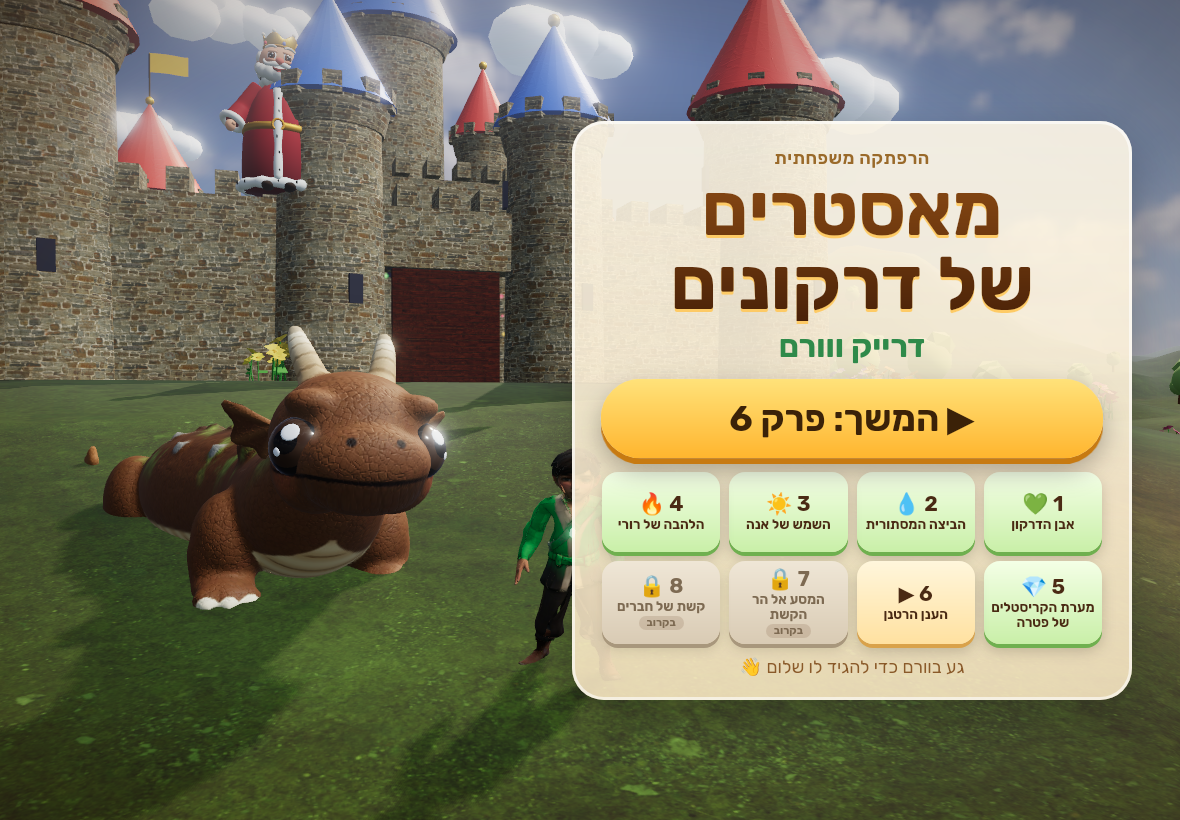 הרפתקה משפחתית
מאסטרים
של דרקונים
דרייק וווורם
▶ המשך: פרק 6
1 💚
אבן הדרקון
2 💧
הביצה המסתורית
3 ☀️
השמש של אנה
4 🔥
הלהבה של רורי
5 💎
מערת הקריסטלים
של פטרה
6 ▶
הענן הרטנן
7 🔒
המסע אל הר
הקשת
בקרוב
8 🔒
קשת של חברים
בקרוב
גע בוורם כדי להגיד לו שלום 👋